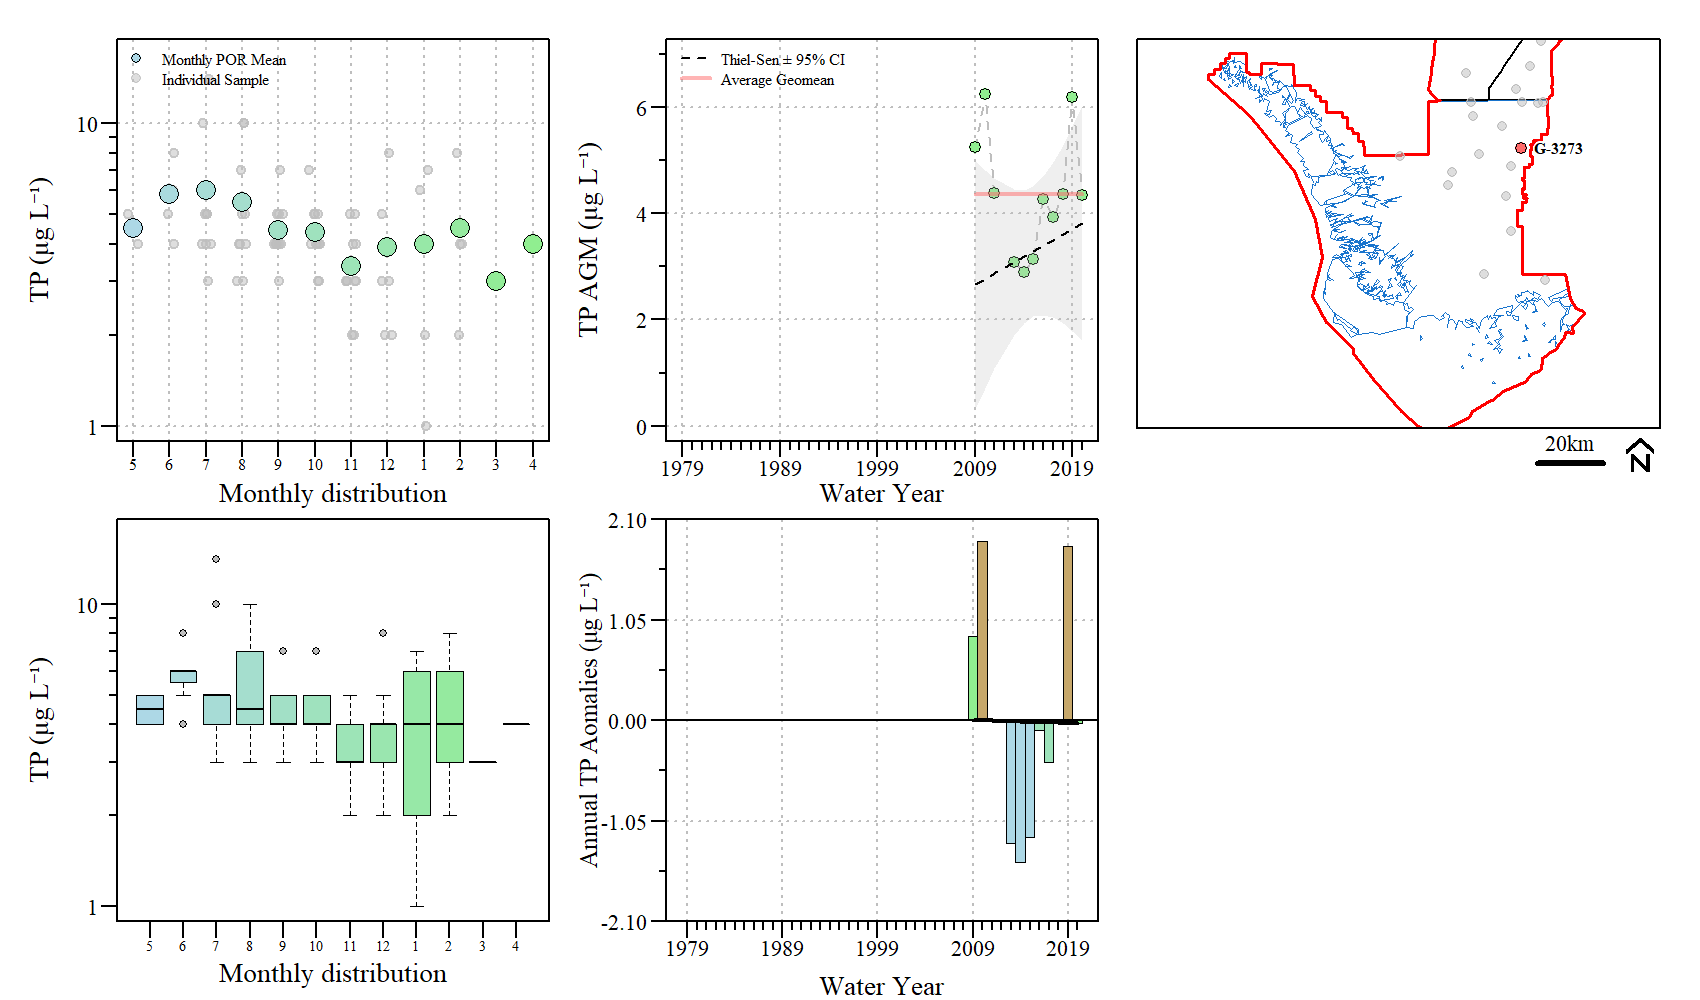 Monthly POR Mean
Individual Sample
10
1
TP (µg L⁻¹)
5 6 7 8 9 10 11 12 1 2 3 4
Monthly distribution
Thiel-Sen ± 95% CI
Average Geomean
6
4
2
0
TP AGM (µg L⁻¹)
1979 1989 1999 2009 2019
Water Year
G-3273
20km
N
10
1
TP (µg L⁻¹)
5 6 7 8 9 10 11 12 1 2 3 4
Monthly distribution
2.10
1.05
0.00
-1.05
-2.10
Annual TP Aomalies (µg L⁻¹)
1979 1989 1999 2009 2019
Water Year